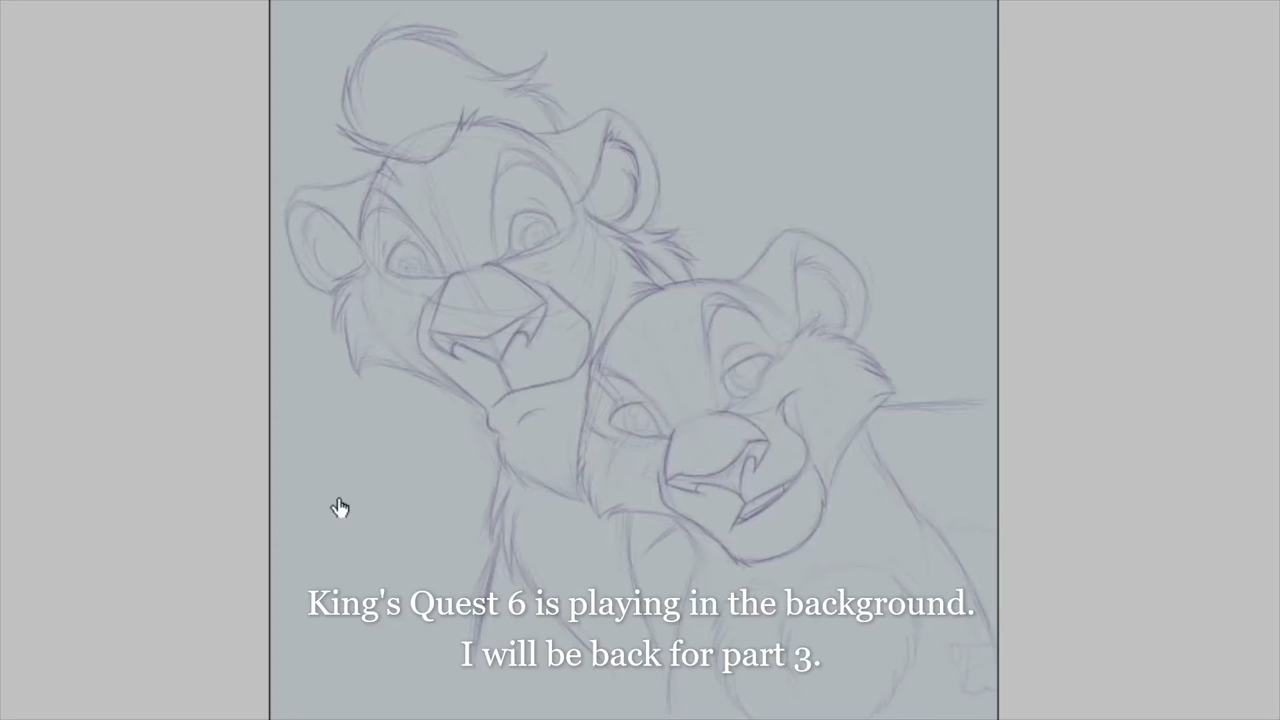 King's Quest 6 is playing in the background.
I will be back for part 3.